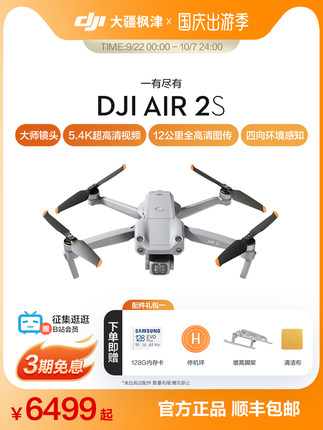 dji 大疆枫津 × 国庆出游季
TIME:9/22 00:00 — 10/7 24:00
一有尽有
DJI AIR 2S
大师镜头 5.4K超高清视频 12公里全高清图传 四向环境感知
配件礼包一
征集逛逛
赠 B站会员
3期免息
下单即赠
SAMSUNG
128 EVO
128G内存卡
H
停机坪
增高脚架
清洁布
¥6499起
官方正品 顺丰包邮